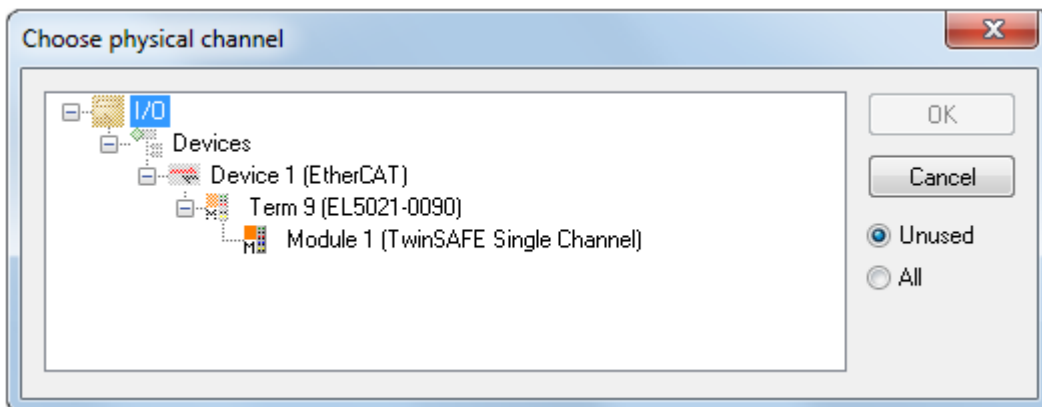 Choose physical channel
I/O
Devices
Device 1 (EtherCAT)
Term 9 (EL5021-0090)
Module 1 (TwinSAFE Single Channel)
OK
Cancel
Unused
All